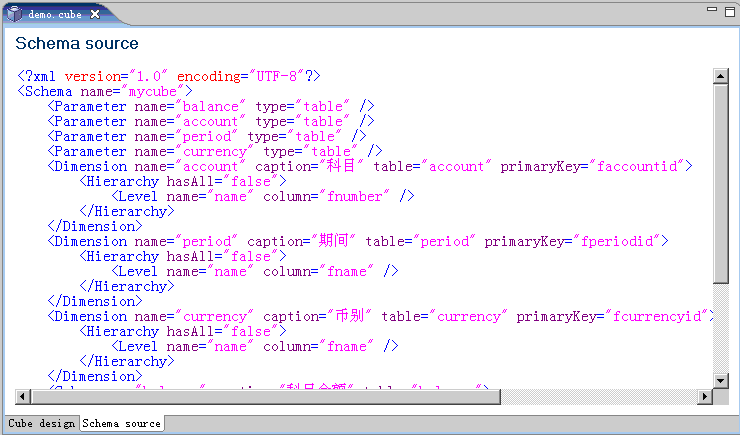 demo.cube
Schema source
<?xml version="1.0" encoding="UTF-8"?>
<Schema name="mycube">
<Parameter name="balance" type="table" />
<Parameter name="account" type="table" />
<Parameter name="period" type="table" />
<Parameter name="currency" type="table" />
<Dimension name="account" caption="科目" table="account" primaryKey="faccountid">
<Hierarchy hasAll="false">
<Level name="name" column="fnumber" />
</Hierarchy>
</Dimension>
<Dimension name="period" caption="期间" table="period" primaryKey="fperiodid">
<Hierarchy hasAll="false">
<Level name="name" column="fname" />
</Hierarchy>
</Dimension>
<Dimension name="currency" caption="币别" table="currency" primaryKey="fcurrencyid">
<Hierarchy hasAll="false">
<Level name="name" column="fname" />
</Hierarchy>
</Dimension>
Cube design
Schema source